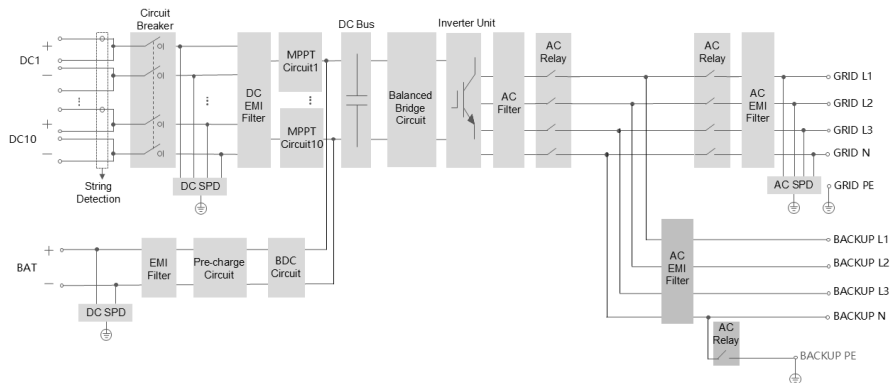 Circuit
Breaker
DC Bus
Inverter Unit
DC1
+
−
⋮
DC10
+
−
String
Detection
DC SPD
DC
EMI
Filter
MPPT
Circuit1
⋮
MPPT
Circuit10
Balanced
Bridge
Circuit
AC
Filter
AC
Relay
AC
Relay
AC
EMI
Filter
AC SPD
GRID L1
GRID L2
GRID L3
GRID N
GRID PE
BAT
+
−
DC SPD
EMI
Filter
Pre-charge
Circuit
BDC
Circuit
AC
EMI
Filter
BACKUP L1
BACKUP L2
BACKUP L3
BACKUP N
AC
Relay
BACKUP PE